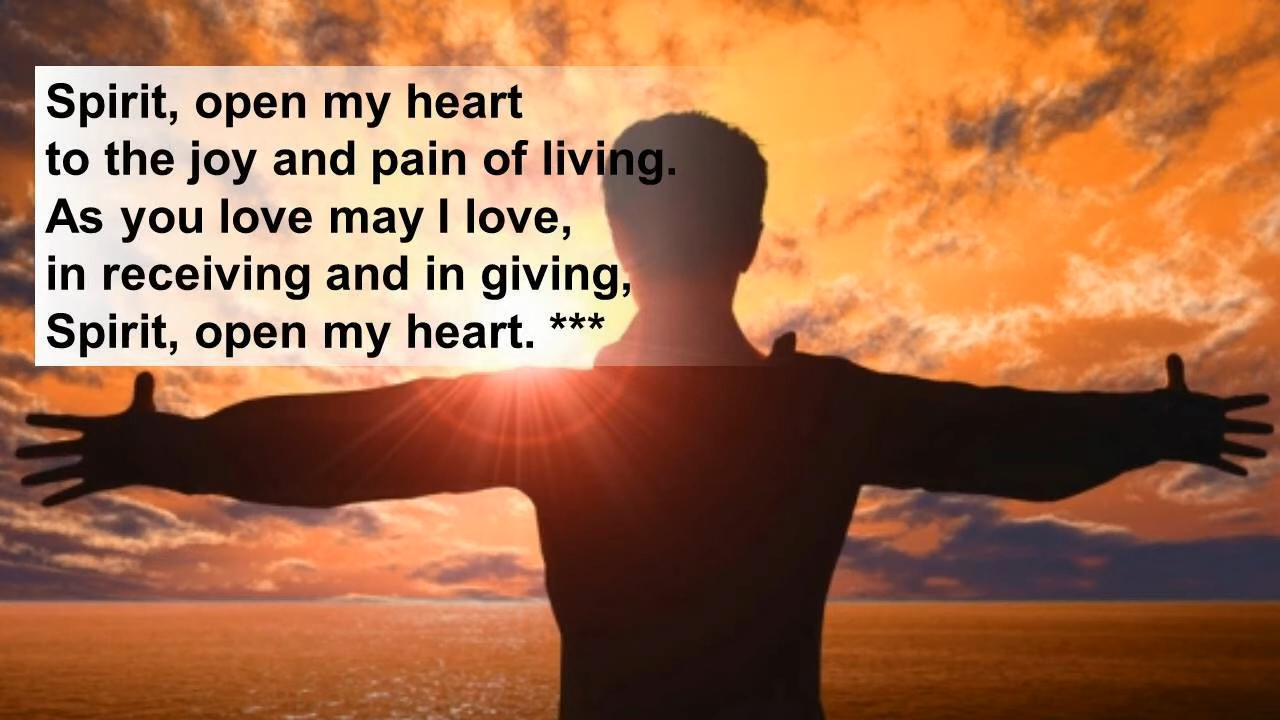 Spirit, open my heart
to the joy and pain of living.
As you love may I love,
in receiving and in giving,
Spirit, open my heart. ***